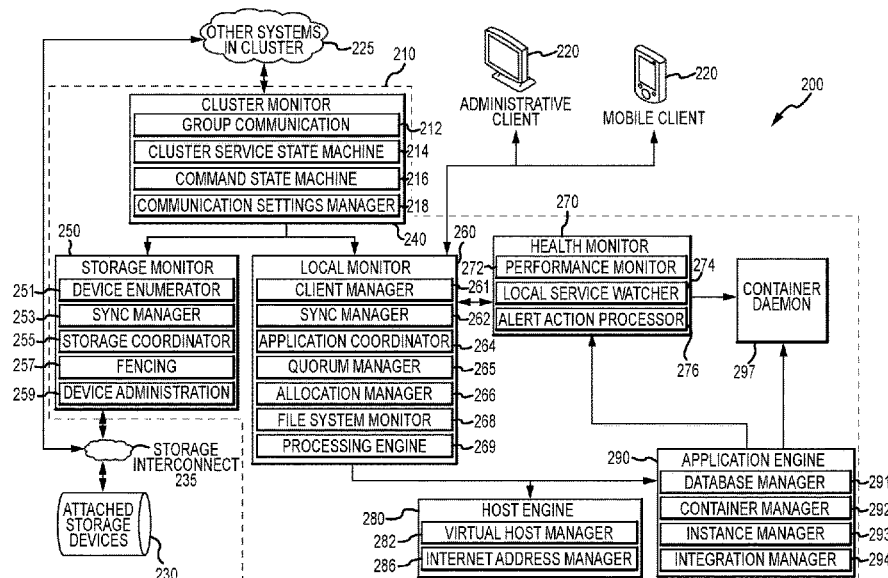 OTHER SYSTEMS
IN CLUSTER
225
210
220
220
ADMINISTRATIVE
CLIENT
MOBILE CLIENT
200
CLUSTER MONITOR
GROUP COMMUNICATION
212
CLUSTER SERVICE STATE MACHINE
214
COMMAND STATE MACHINE
216
COMMUNICATION SETTINGS MANAGER
218
240
250
STORAGE MONITOR
251
DEVICE ENUMERATOR
253
SYNC MANAGER
255
STORAGE COORDINATOR
257
FENCING
259
DEVICE ADMINISTRATION
260
LOCAL MONITOR
CLIENT MANAGER
261
SYNC MANAGER
262
APPLICATION COORDINATOR
264
QUORUM MANAGER
265
ALLOCATION MANAGER
266
FILE SYSTEM MONITOR
268
PROCESSING ENGINE
269
270
HEALTH MONITOR
272
PERFORMANCE MONITOR
274
LOCAL SERVICE WATCHER
ALERT ACTION PROCESSOR
276
CONTAINER
DAEMON
297
STORAGE
INTERCONNECT
235
ATTACHED
STORAGE
DEVICES
230
280
HOST ENGINE
282
VIRTUAL HOST MANAGER
286
INTERNET ADDRESS MANAGER
290
APPLICATION ENGINE
DATABASE MANAGER
291
CONTAINER MANAGER
292
INSTANCE MANAGER
293
INTEGRATION MANAGER
294